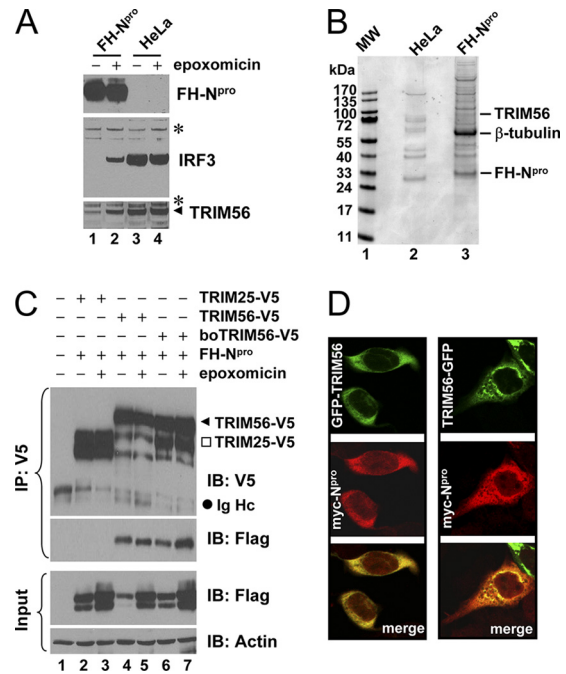 A
FH-Npro HeLa
– + – + epoxomicin
FH-Npro
*
IRF3
*
◄ TRIM56
1 2 3 4
B
MW HeLa FH-Npro
kDa
170
135
100
72
55
40
33
24
17
11
TRIM56
β-tubulin
FH-Npro
1 2 3
C
– + + – – – – TRIM25-V5
– – – + + – – TRIM56-V5
– – – – – + + boTRIM56-V5
– + + + + + + FH-Npro
– – + – + – + epoxomicin
IP: V5
◄ TRIM56-V5
□ TRIM25-V5
IB: V5
● Ig Hc
IB: Flag
Input
IB: Flag
IB: Actin
1 2 3 4 5 6 7
D
GFP-TRIM56
myc-Npro
merge
TRIM56-GFP
myc-Npro
merge